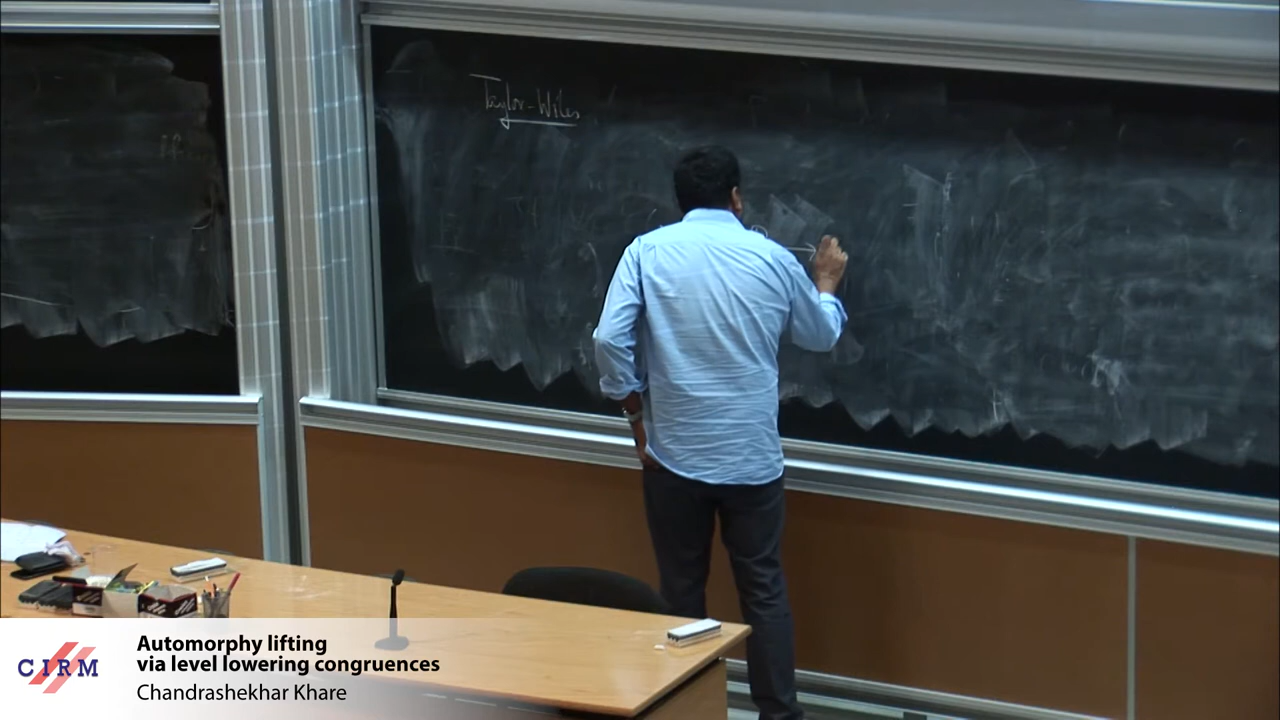 Taylor-Wiles
CIRM
Automorphy lifting
via level lowering congruences
Chandrashekhar Khare